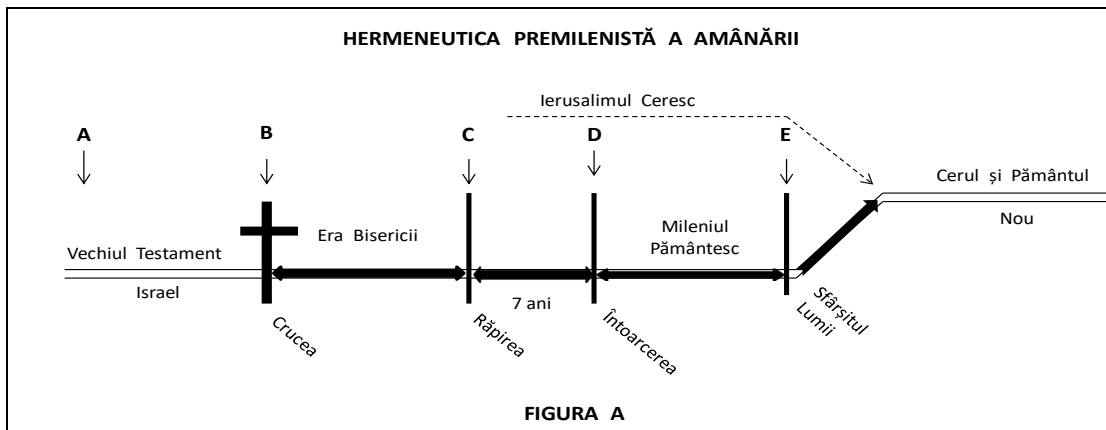 HERMENEUTICA PREMILENISTĂ A AMÂNĂRII
Ierusalimul Ceresc
A
B
C
D
E
Cerul și Pământul
Nou
Vechiul Testament
Israel
Era Bisericii
7 ani
Mileniul
Pământesc
Crucea
Răpirea
Întoarcerea
Sfârșitul
Lumii
FIGURA A